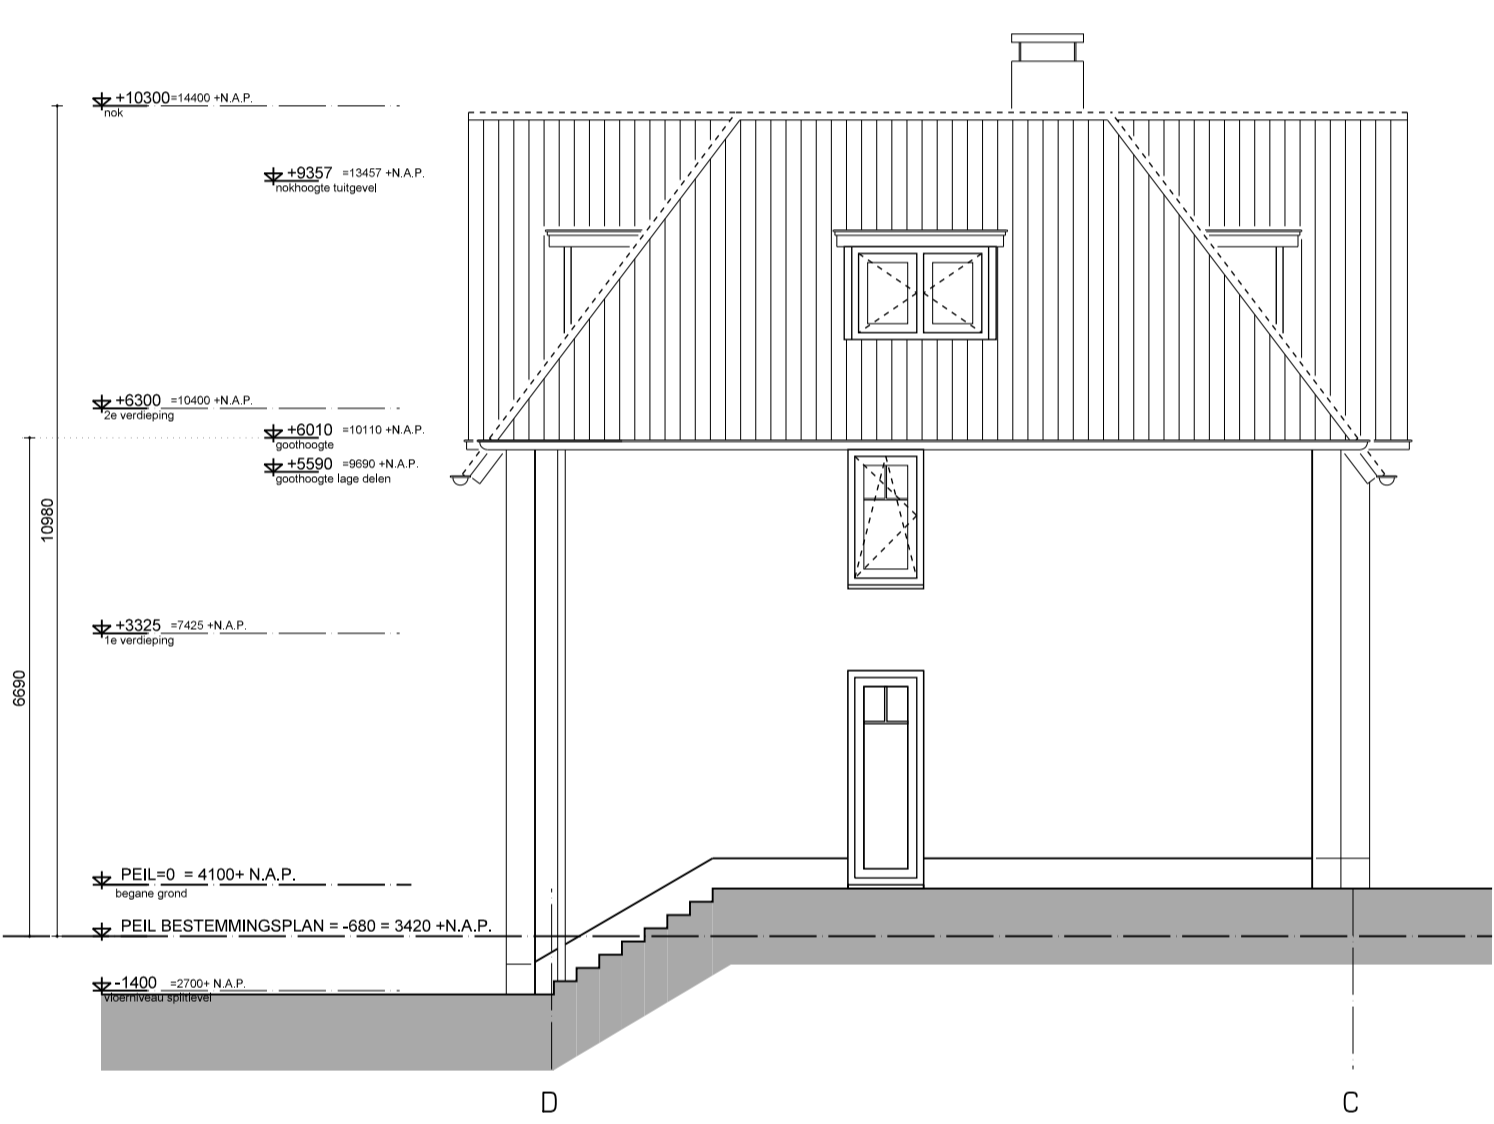 +10300=14400 +N.A.P.
nok
+9357 =13457 +N.A.P.
nokhoogte tuitgevel
+6300 =10400 +N.A.P.
2e verdieping
+6010 =10110 +N.A.P.
goothoogte
+5590 =9690 +N.A.P.
goothoogte lage delen
10980
+3325 =7425 +N.A.P.
1e verdieping
6690
PEIL=0 = 4100+ N.A.P.
begane grond
PEIL BESTEMMINGSPLAN = -680 = 3420 +N.A.P.
-1400 =2700+ N.A.P.
vloerniveau splitlevel
D C